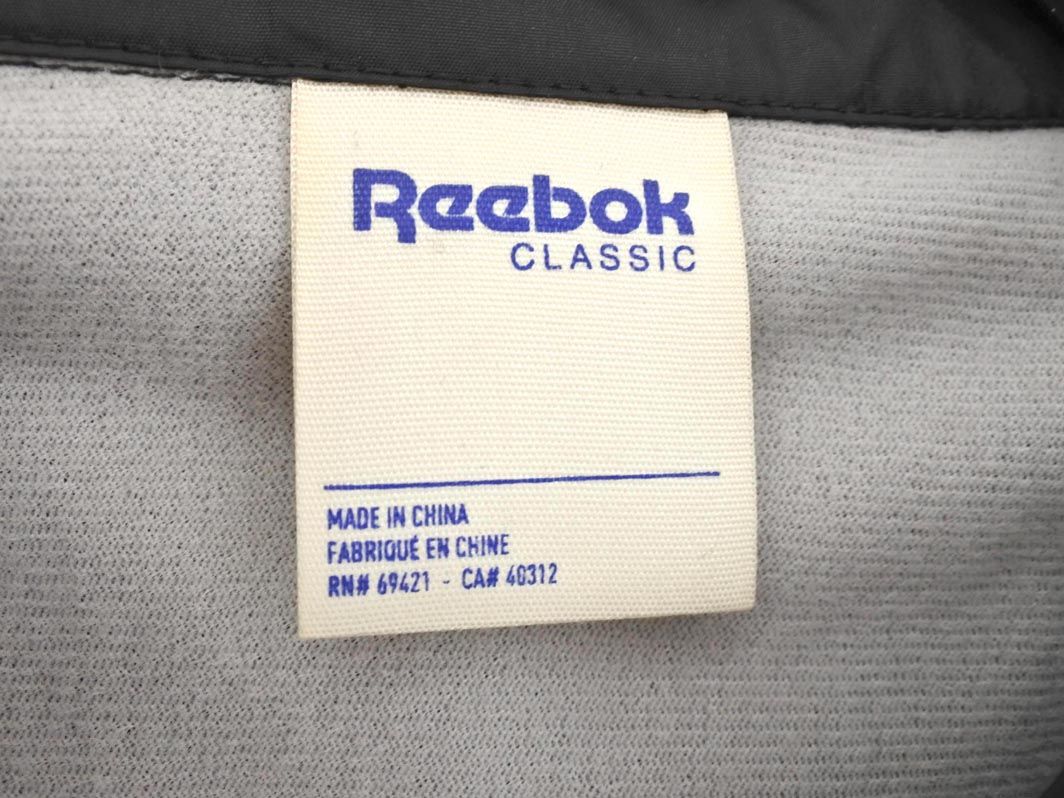 Reebok
CLASSIC
MADE IN CHINA
FABRIQUÉ EN CHINE
RN# 69421 - CA# 40312